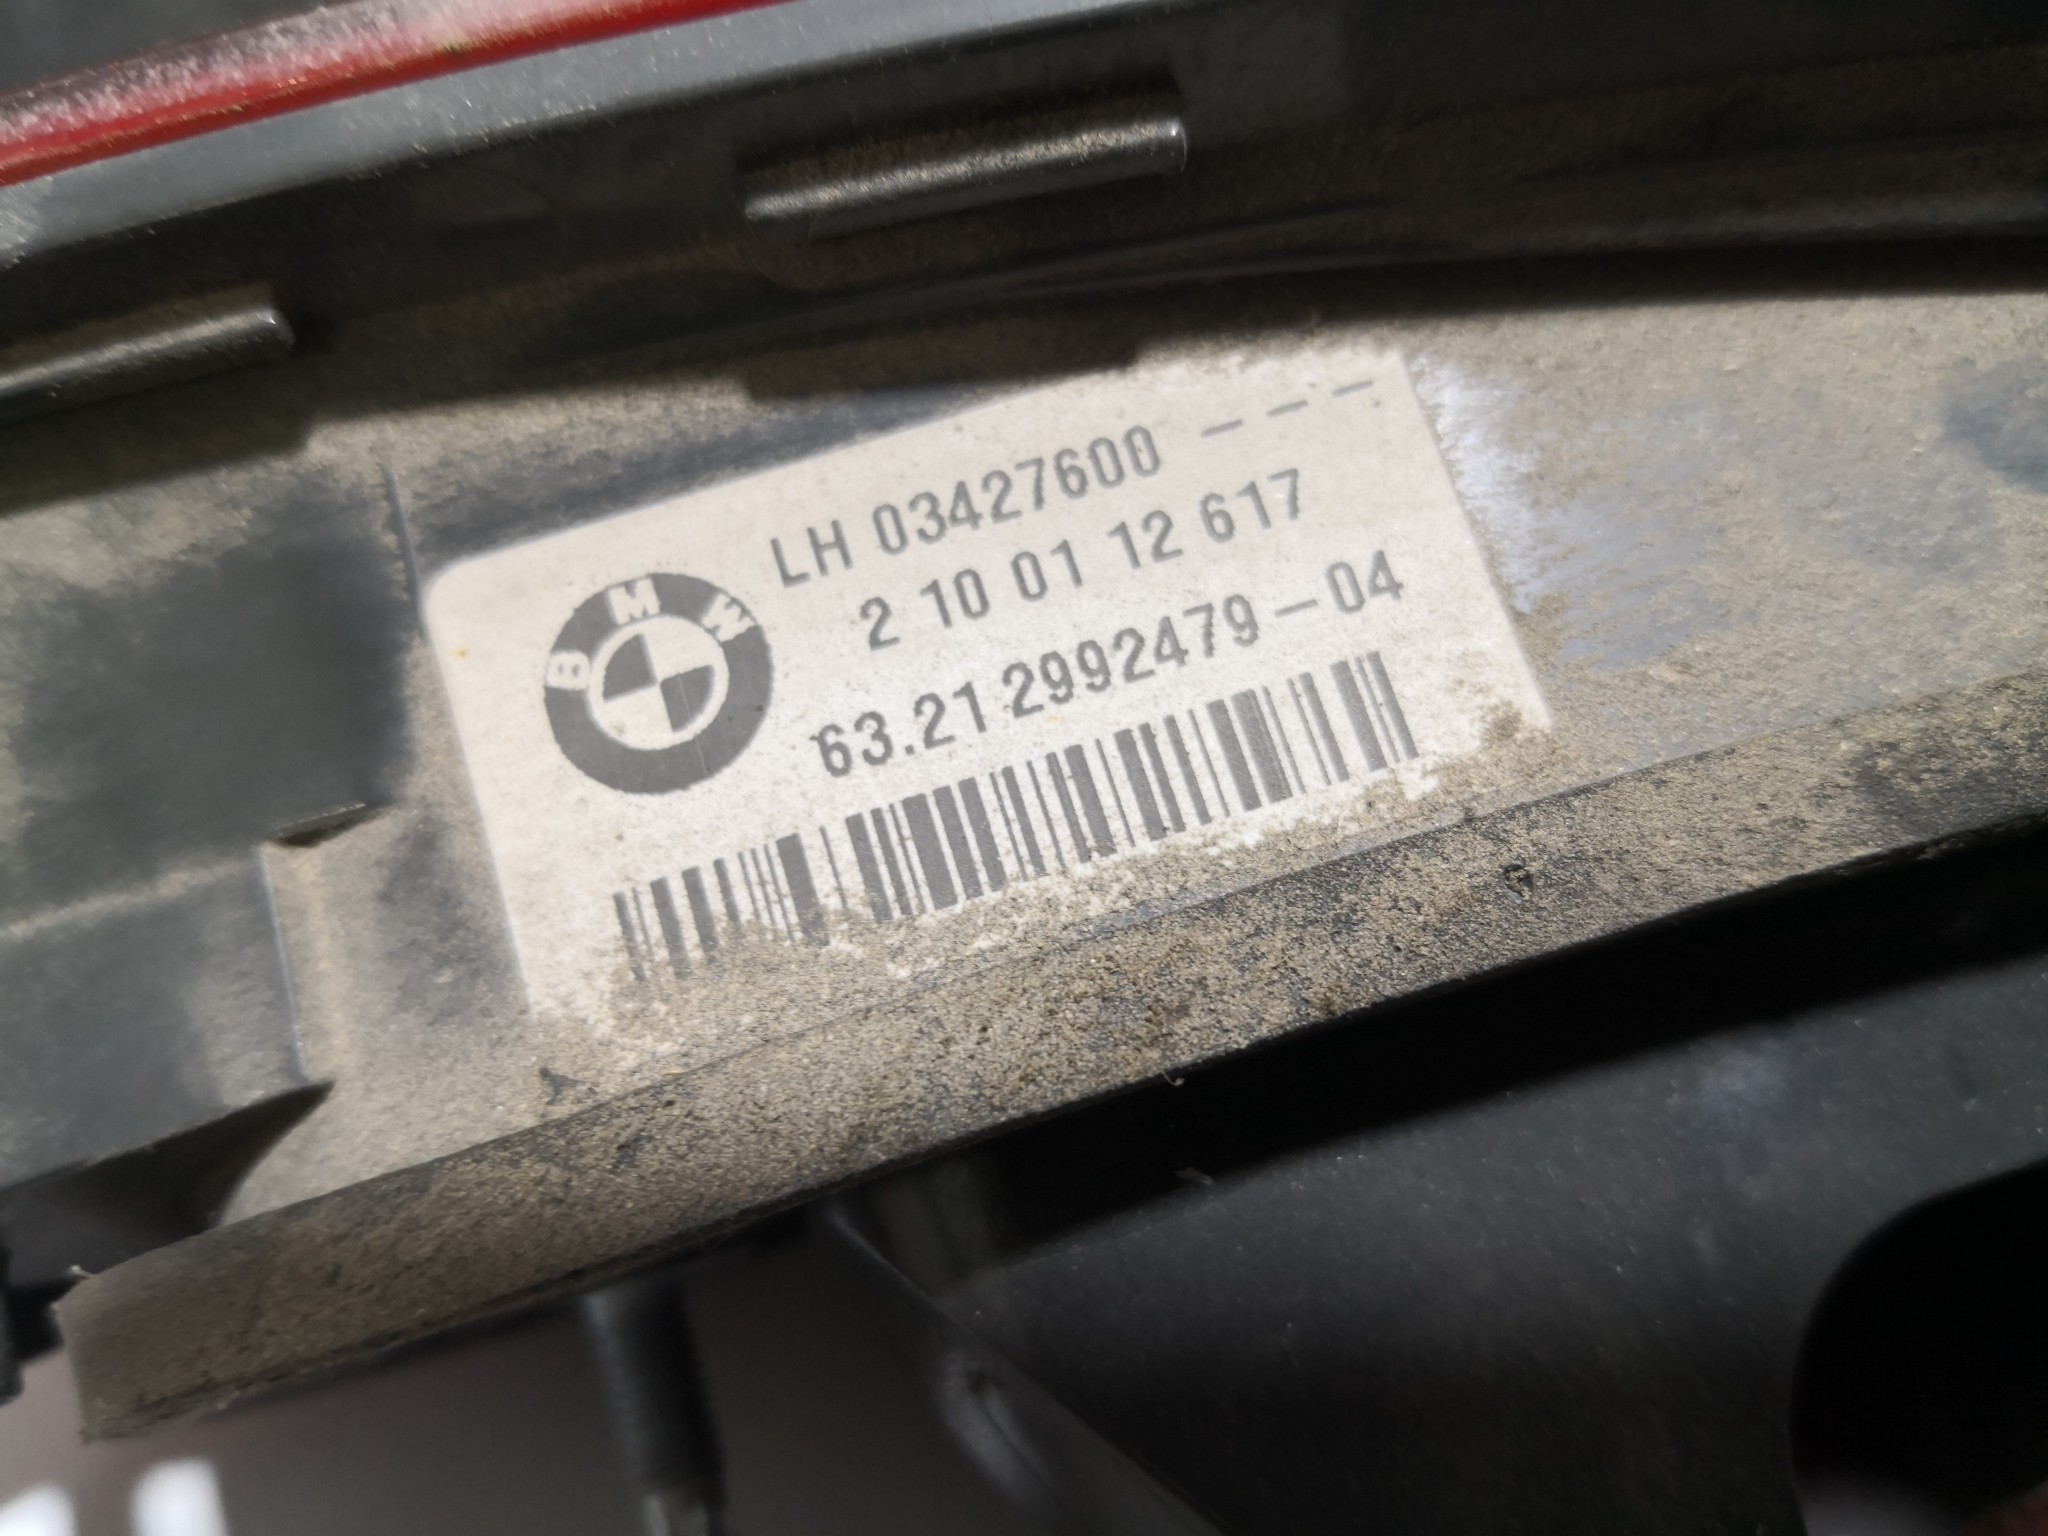 BMW
LH 03427600 - - -
2 10 01 12 617
63.21 2992479-04